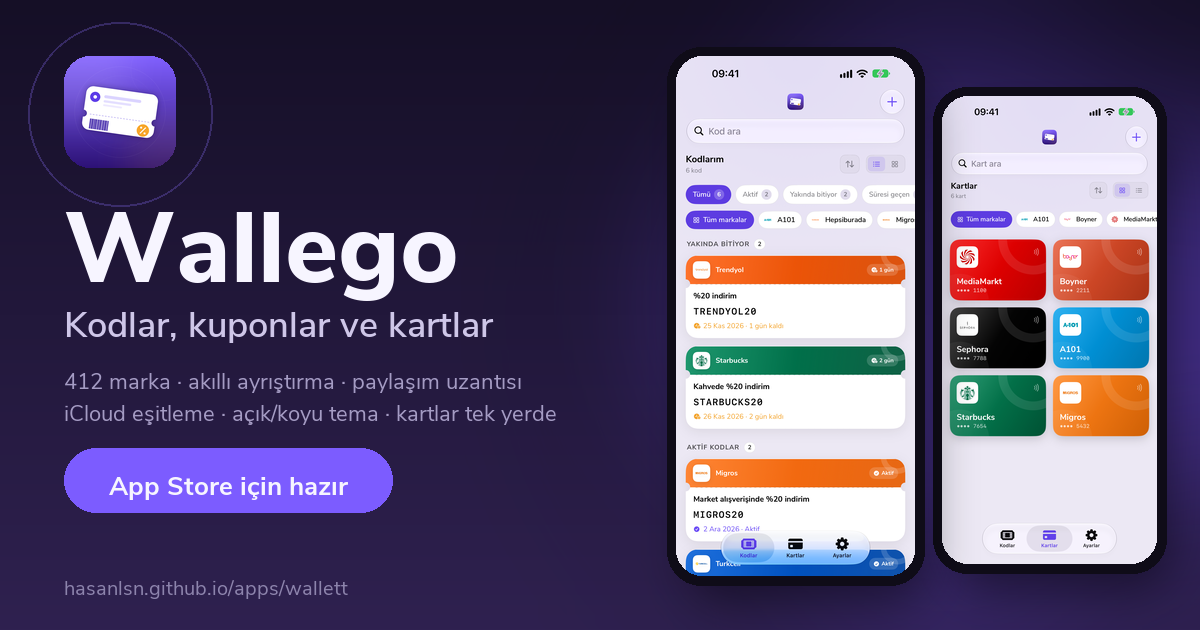 Wallego
Kodlar, kuponlar ve kartlar
412 marka · akıllı ayrıştırma · paylaşım uzantısı
iCloud eşitleme · açık/koyu tema · kartlar tek yerde
App Store için hazır
hasanlsn.github.io/apps/wallett
09:41
Kod ara
Kodlarım
6 kod
Tümü 6 Aktif 2 Yakında bitiyor 2 Süresi geçen
Tüm markalar A101 Hepsiburada Migro
YAKINDA BİTİYOR 2
Trendyol 1 gün
%20 indirim
TRENDYOL20
25 Kas 2026 · 1 gün kaldı
Starbucks 2 gün
Kahvede %20 indirim
STARBUCKS20
26 Kas 2026 · 2 gün kaldı
AKTİF KODLAR 2
Migros Aktif
Market alışverişinde %20 indirim
MIGROS20
2 Ara 2026 · Aktif
Turkcell Aktif
Kodlar Kartlar Ayarlar
09:41
Kart ara
Kartlar
6 kart
Tüm markalar A101 Boyner MediaMarkt
MediaMarkt
•••• 1100
boyner
Boyner
•••• 2211
SEPHORA
Sephora
•••• 7788
A101
A101
•••• 9900
Starbucks
•••• 7654
Migros
•••• 6432
Kodlar Kartlar Ayarlar